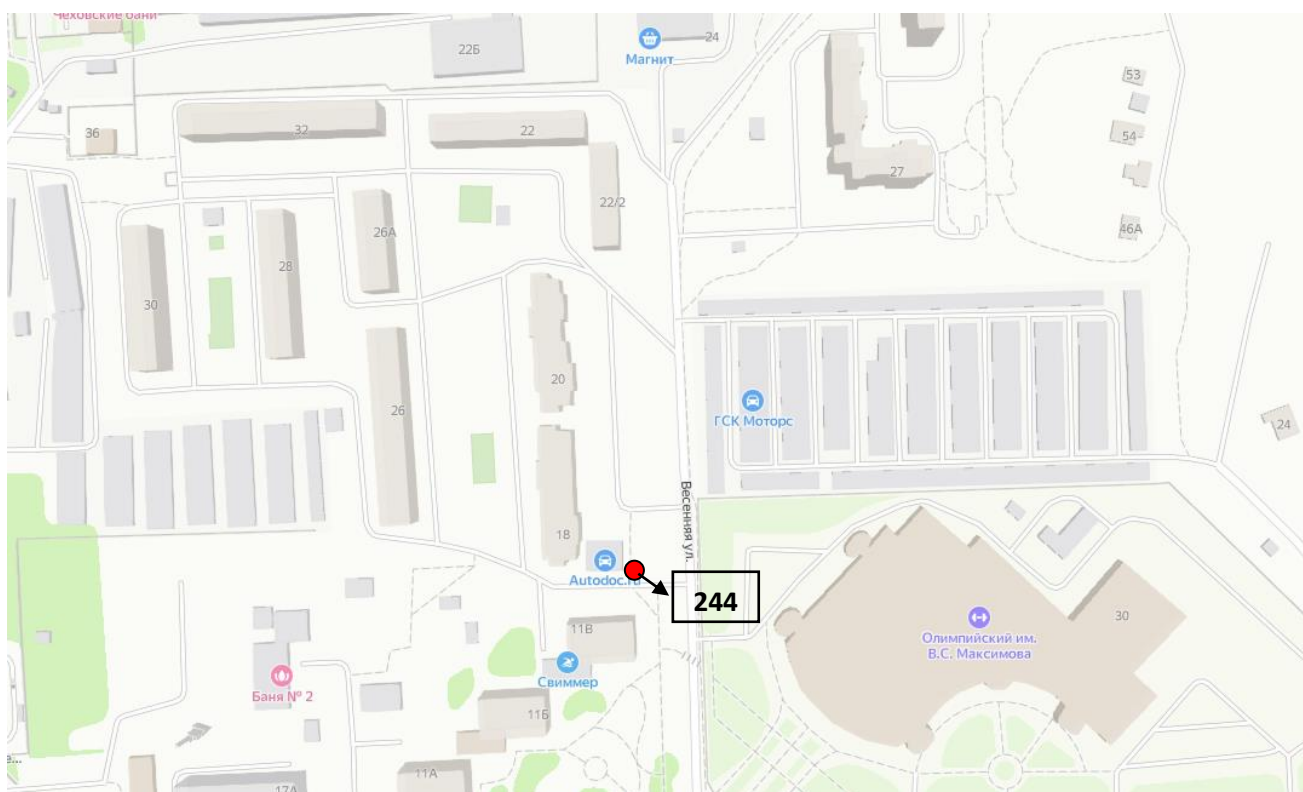 Чеховские бани
22Б
24
Магнит
53
36
32
22
54
27
22/2
26А
46А
28
30
20
ГСК Моторс
26
24
Весенняя ул.
18
Autodoc.ru
244
11В
30
Олимпийский им.
В.С. Максимова
Свиммер
Баня № 2
11Б
11А
17А